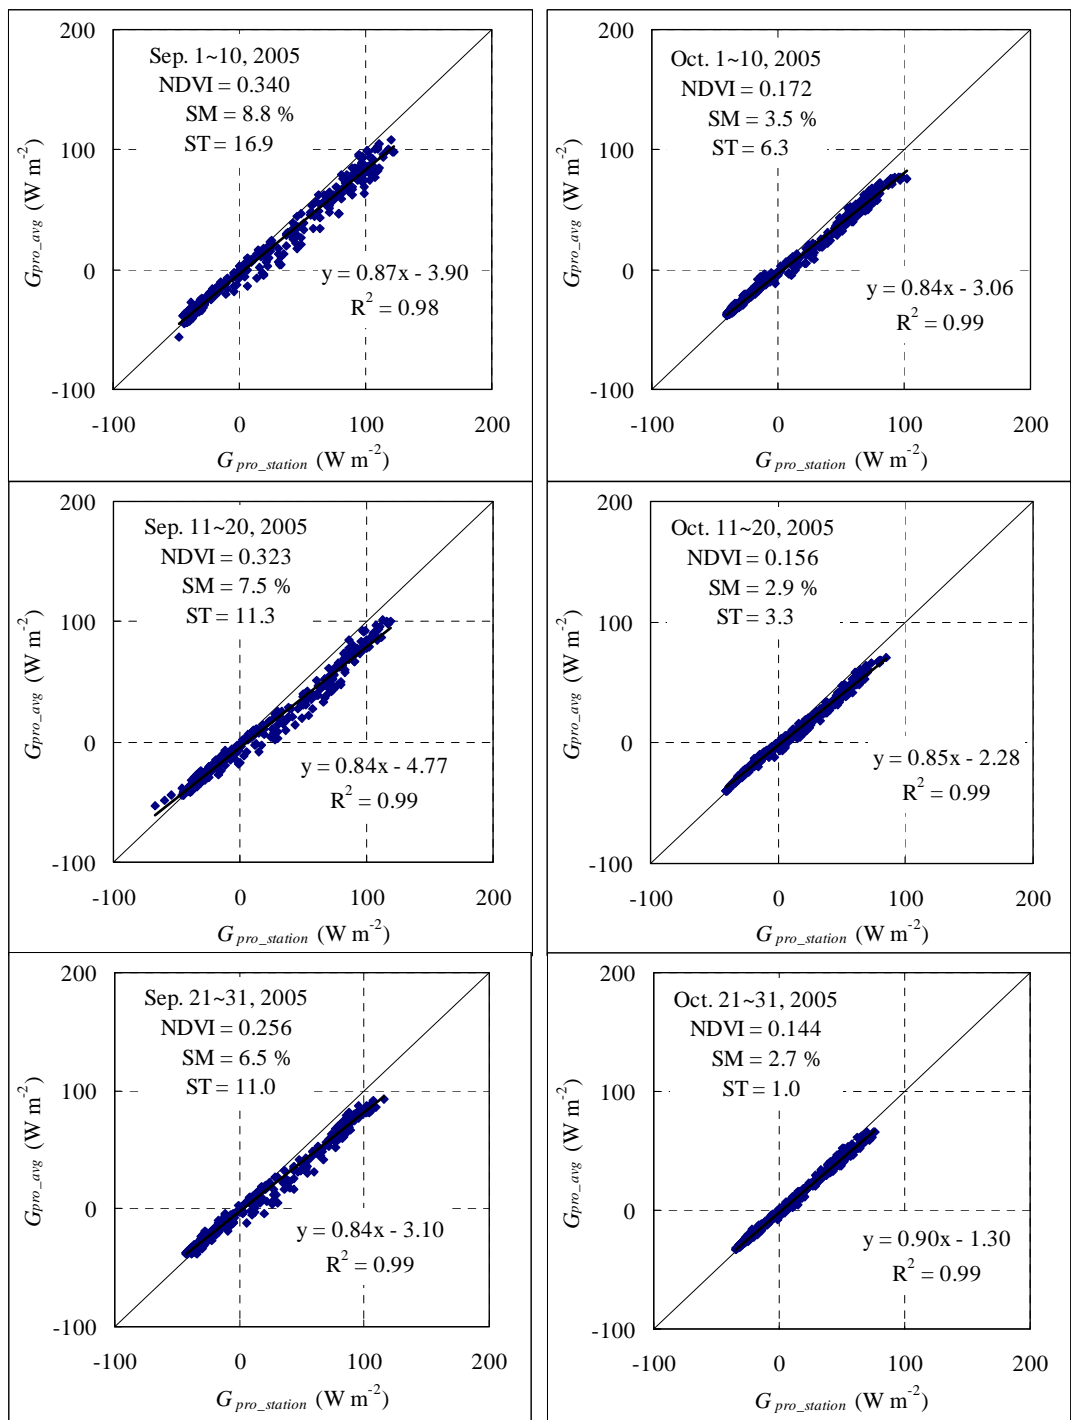 200
Sep. 1~10, 2005
NDVI = 0.340
SM = 8.8 %
ST = 16.9
100
0
-100
y = 0.87x - 3.90
R² = 0.98
-100 0 100 200
G pro_station (W m⁻²)
Gpro_avg (W m⁻²)
200
Oct. 1~10, 2005
NDVI = 0.172
SM = 3.5 %
ST = 6.3
100
0
-100
y = 0.84x - 3.06
R² = 0.99
-100 0 100 200
G pro_station (W m⁻²)
Gpro_avg (W m⁻²)
200
Sep. 11~20, 2005
NDVI = 0.323
SM = 7.5 %
ST = 11.3
100
0
-100
y = 0.84x - 4.77
R² = 0.99
-100 0 100 200
G pro_station (W m⁻²)
Gpro_avg (W m⁻²)
200
Oct. 11~20, 2005
NDVI = 0.156
SM = 2.9 %
ST = 3.3
100
0
-100
y = 0.85x - 2.28
R² = 0.99
-100 0 100 200
G pro_station (W m⁻²)
Gpro_avg (W m⁻²)
200
Sep. 21~31, 2005
NDVI = 0.256
SM = 6.5 %
ST = 11.0
100
0
-100
y = 0.84x - 3.10
R² = 0.99
-100 0 100 200
G pro_station (W m⁻²)
Gpro_avg (W m⁻²)
200
Oct. 21~31, 2005
NDVI = 0.144
SM = 2.7 %
ST = 1.0
100
0
-100
y = 0.90x - 1.30
R² = 0.99
-100 0 100 200
G pro_station (W m⁻²)
Gpro_avg (W m⁻²)